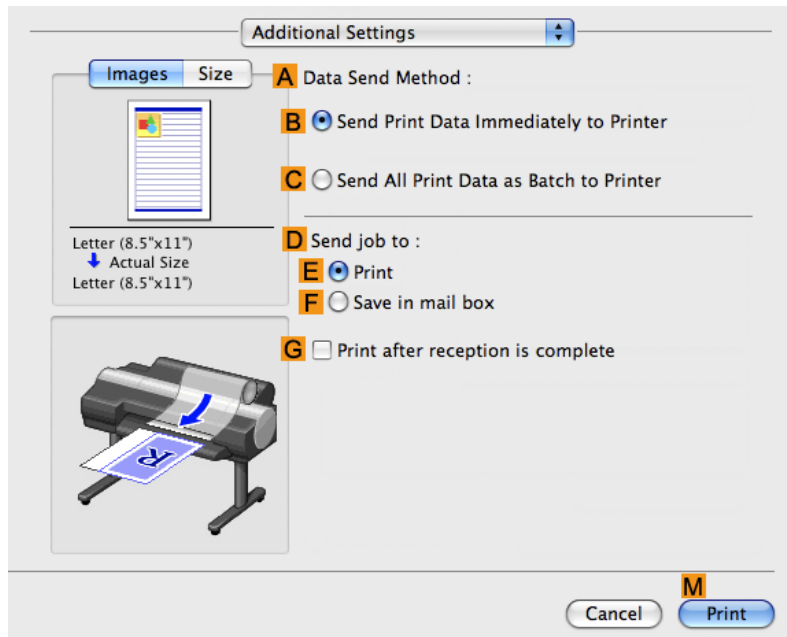 Additional Settings
Images Size
A Data Send Method :
B Send Print Data Immediately to Printer
C Send All Print Data as Batch to Printer
Letter (8.5"x11")
Actual Size
Letter (8.5"x11")
D Send job to :
E Print
F Save in mail box
G Print after reception is complete
R
M
Cancel Print